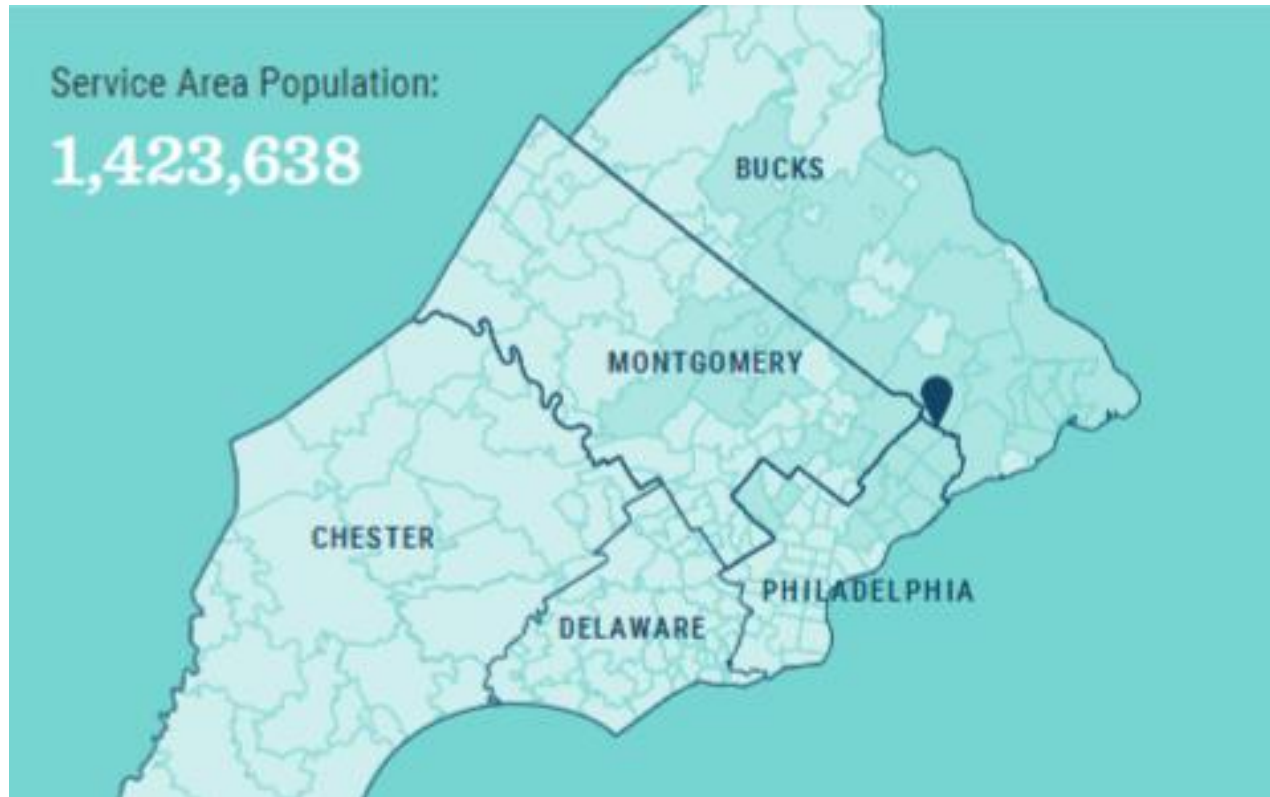 Service Area Population:
1,423,638
BUCKS
MONTGOMERY
CHESTER
PHILADELPHIA
DELAWARE